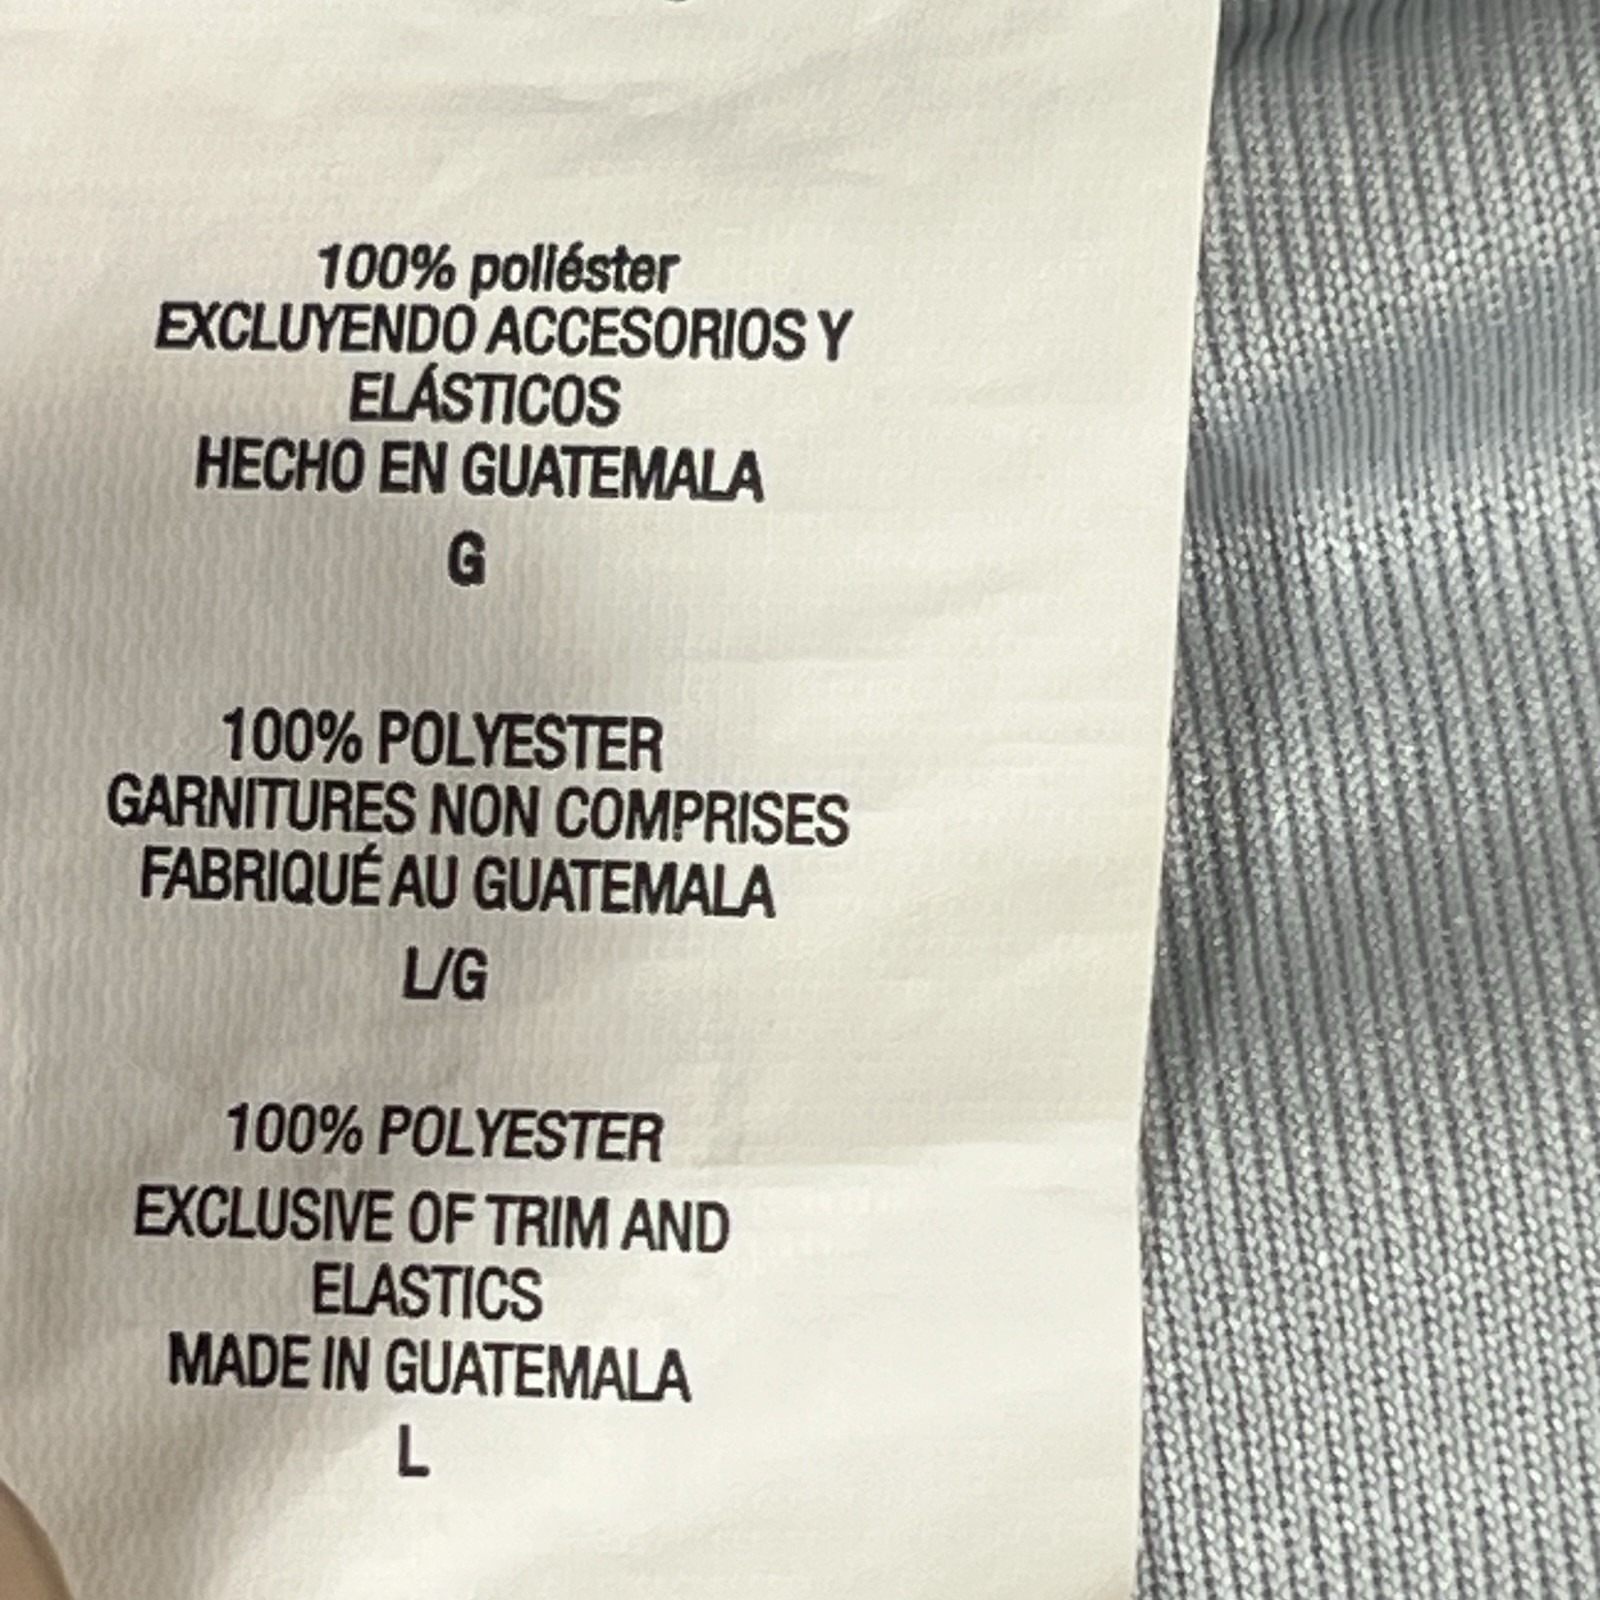 100% poliéster
EXCLUYENDO ACCESORIOS Y
ELÁSTICOS
HECHO EN GUATEMALA
G
100% POLYESTER
GARNITURES NON COMPRISES
FABRIQUÉ AU GUATEMALA
L/G
100% POLYESTER
EXCLUSIVE OF TRIM AND
ELASTICS
MADE IN GUATEMALA
L